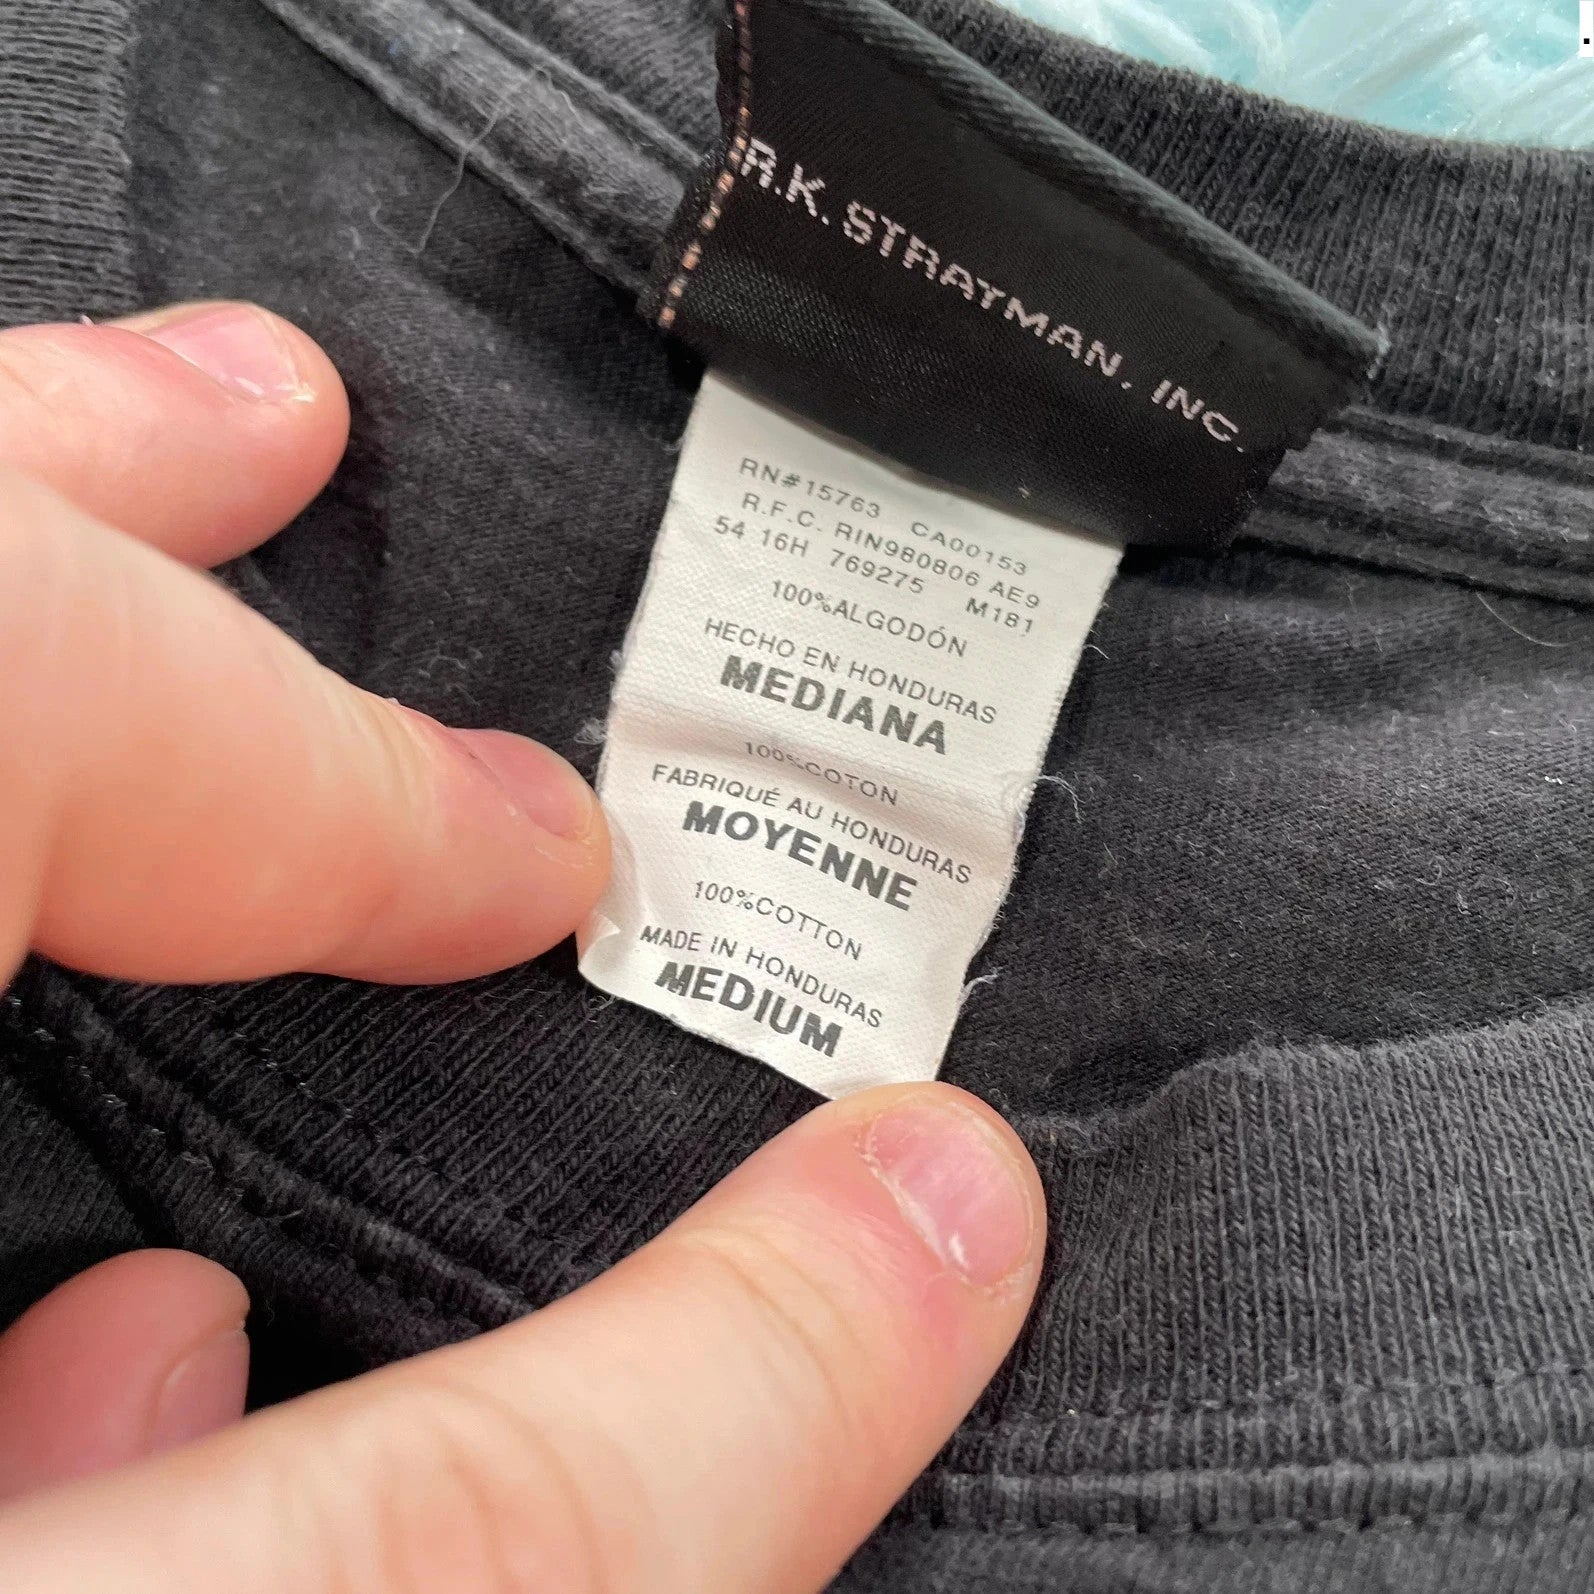 R.K. STRATMAN, INC.
RN#15763 CA00153
R.F.C. RIN980806 AE9
54 16H 769275 M181
100%ALGODÓN
HECHO EN HONDURAS
MEDIANA
100%COTON
FABRIQUÉ AU HONDURAS
MOYENNE
100%COTTON
MADE IN HONDURAS
MEDIUM